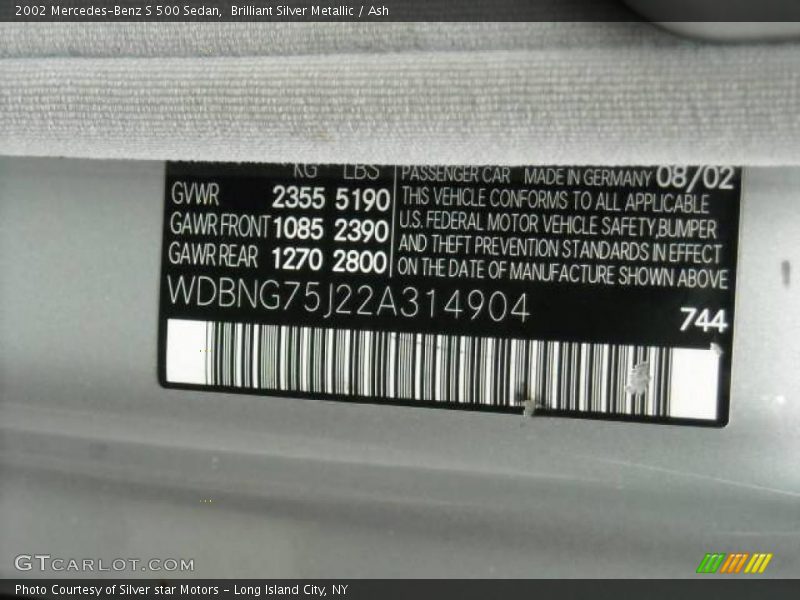 2002 Mercedes-Benz S 500 Sedan, Brilliant Silver Metallic / Ash
KG LBS PASSENGER CAR MADE IN GERMANY 08/02
GVWR 2355 5190 THIS VEHICLE CONFORMS TO ALL APPLICABLE
GAWR FRONT 1085 2390 U.S. FEDERAL MOTOR VEHICLE SAFETY, BUMPER
GAWR REAR 1270 2800 AND THEFT PREVENTION STANDARDS IN EFFECT
ON THE DATE OF MANUFACTURE SHOWN ABOVE
WDBNG75J22A314904
744
GTCARLOT.COM
Photo Courtesy of Silver star Motors - Long Island City, NY